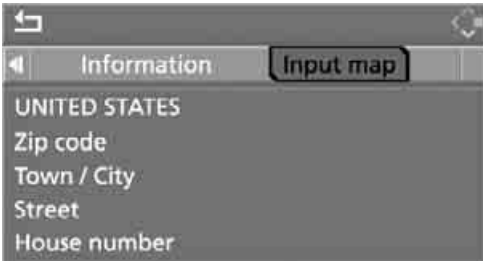 Information Input map
UNITED STATES
Zip code
Town / City
Street
House number